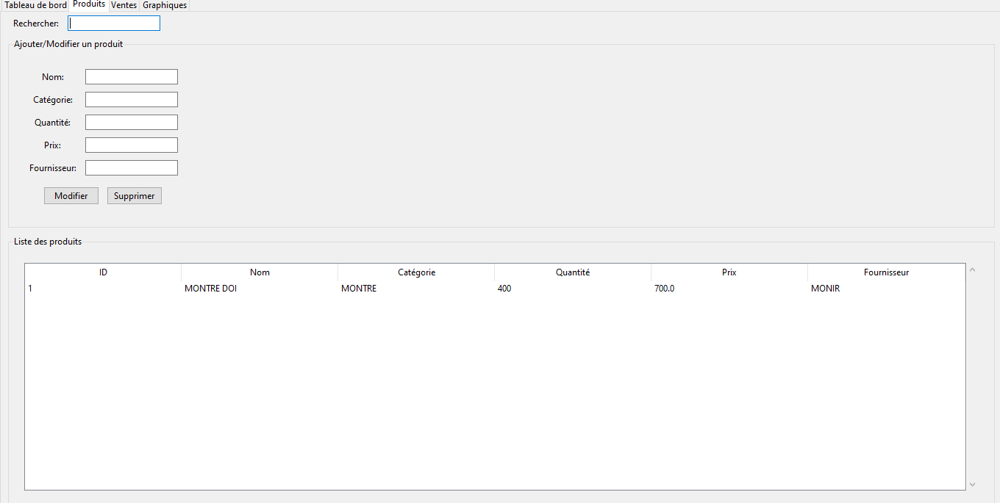 Tableau de bord Produits Ventes Graphiques
Rechercher:
Ajouter/Modifier un produit
Nom:
Catégorie:
Quantité:
Prix:
Fournisseur:
Modifier Supprimer
Liste des produits
ID Nom Catégorie Quantité Prix Fournisseur
1 MONTRE DOI MONTRE 400 700.0 MONIR